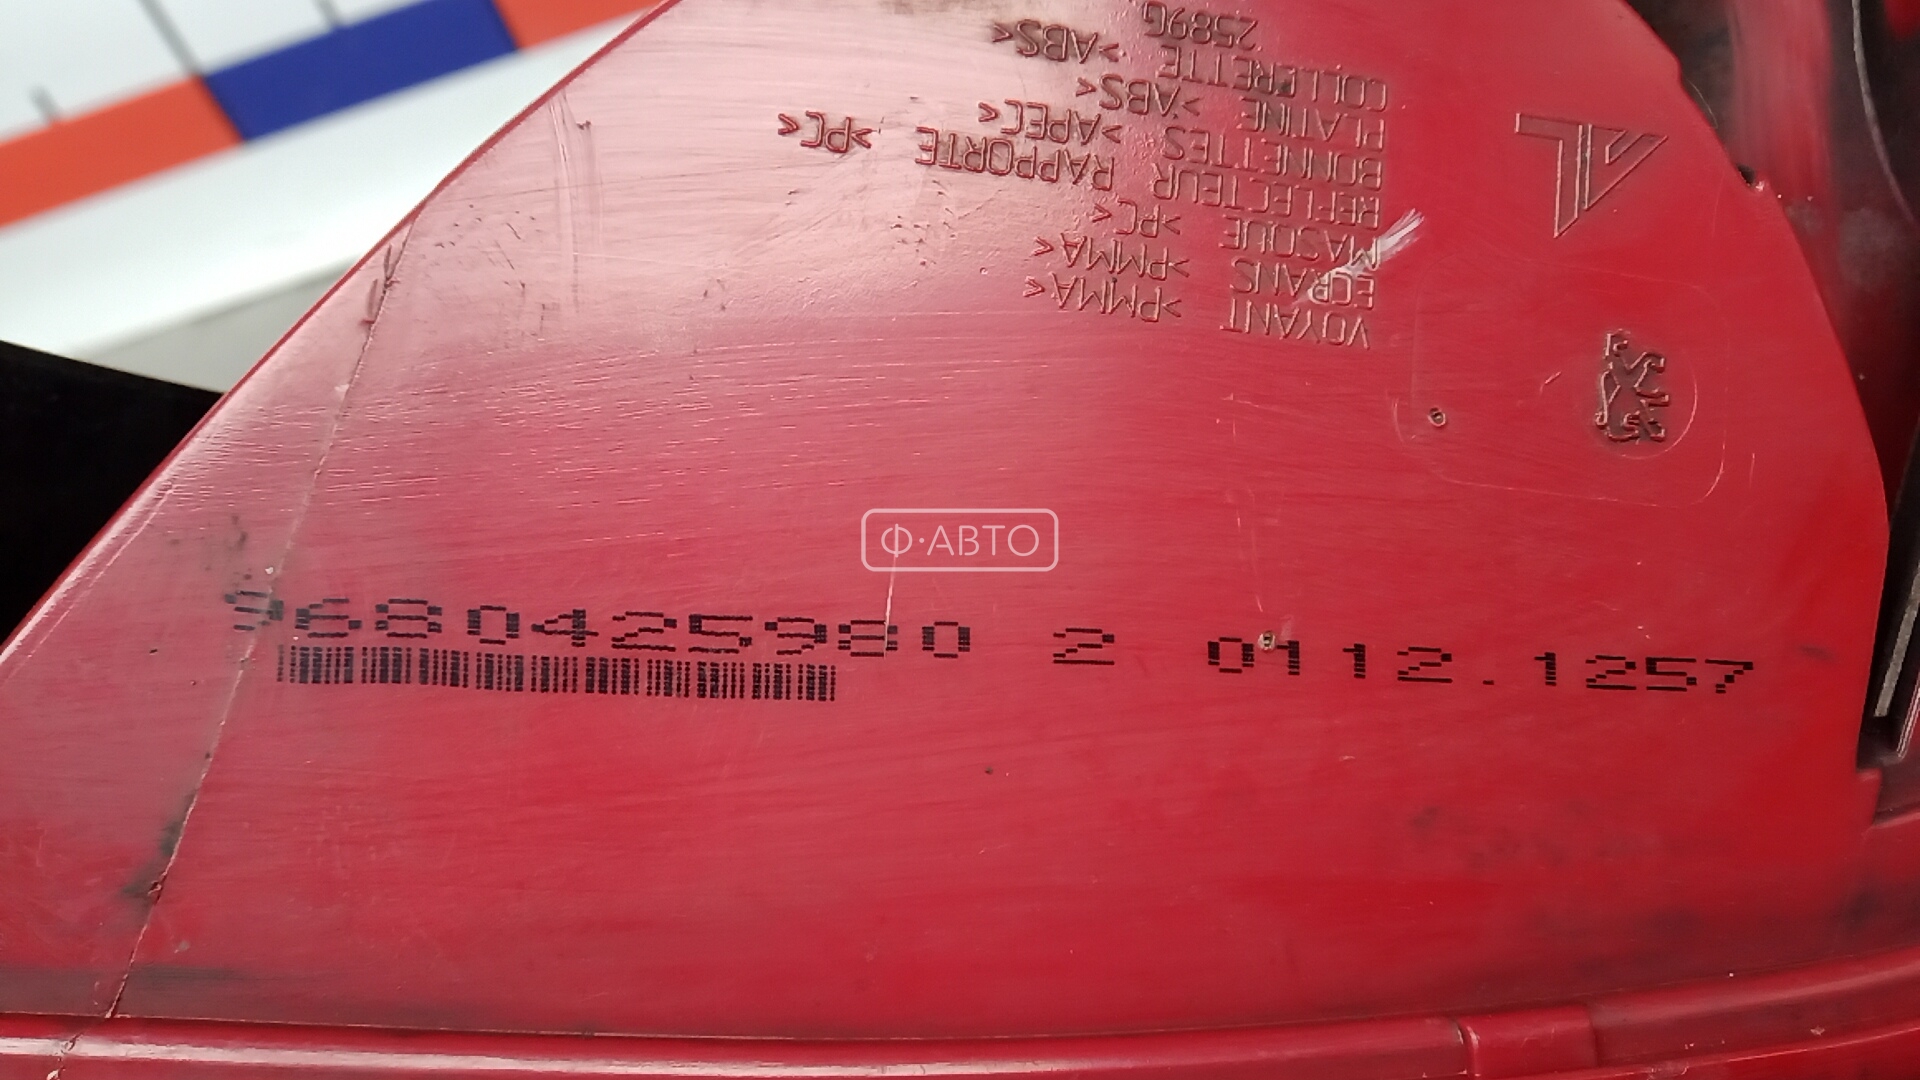 VOYANT >PMMA<
ECRANS >PMMA<
MASQUE >PC<
REFLECTEUR RAPPORTE >PC<
BONNETTES >APEC<
PLATINE >ABS<
COLLERETTE >ABS<
Ф·АВТО
9680425980 2 0112.1257